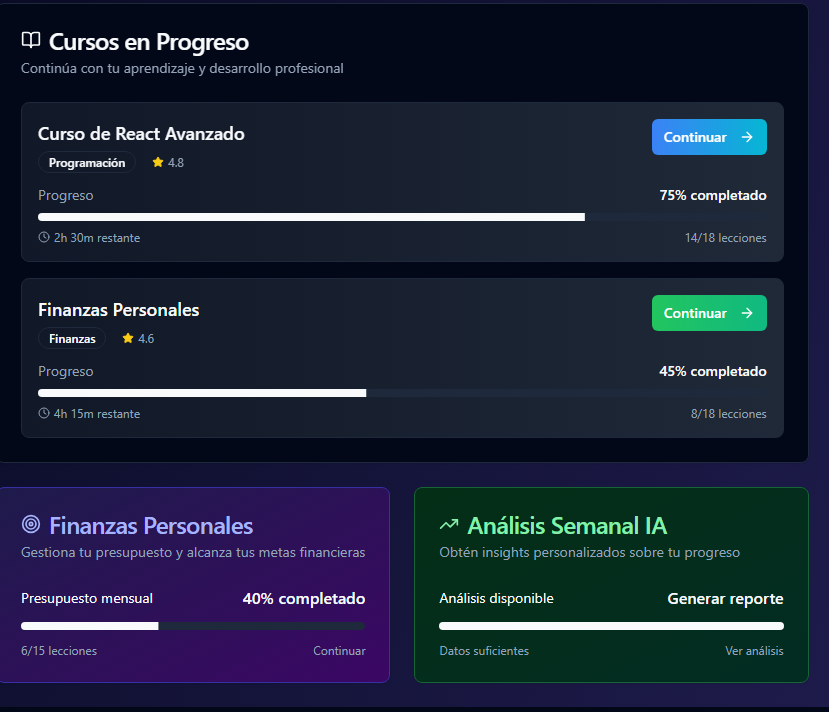 Cursos en Progreso
Continúa con tu aprendizaje y desarrollo profesional
Curso de React Avanzado
Continuar
Programación 4.8
Progreso 75% completado
2h 30m restante 14/18 lecciones
Finanzas Personales
Continuar
Finanzas 4.6
Progreso 45% completado
4h 15m restante 8/18 lecciones
Finanzas Personales
Gestiona tu presupuesto y alcanza tus metas financieras
Presupuesto mensual 40% completado
6/15 lecciones Continuar
Análisis Semanal IA
Obtén insights personalizados sobre tu progreso
Análisis disponible Generar reporte
Datos suficientes Ver análisis